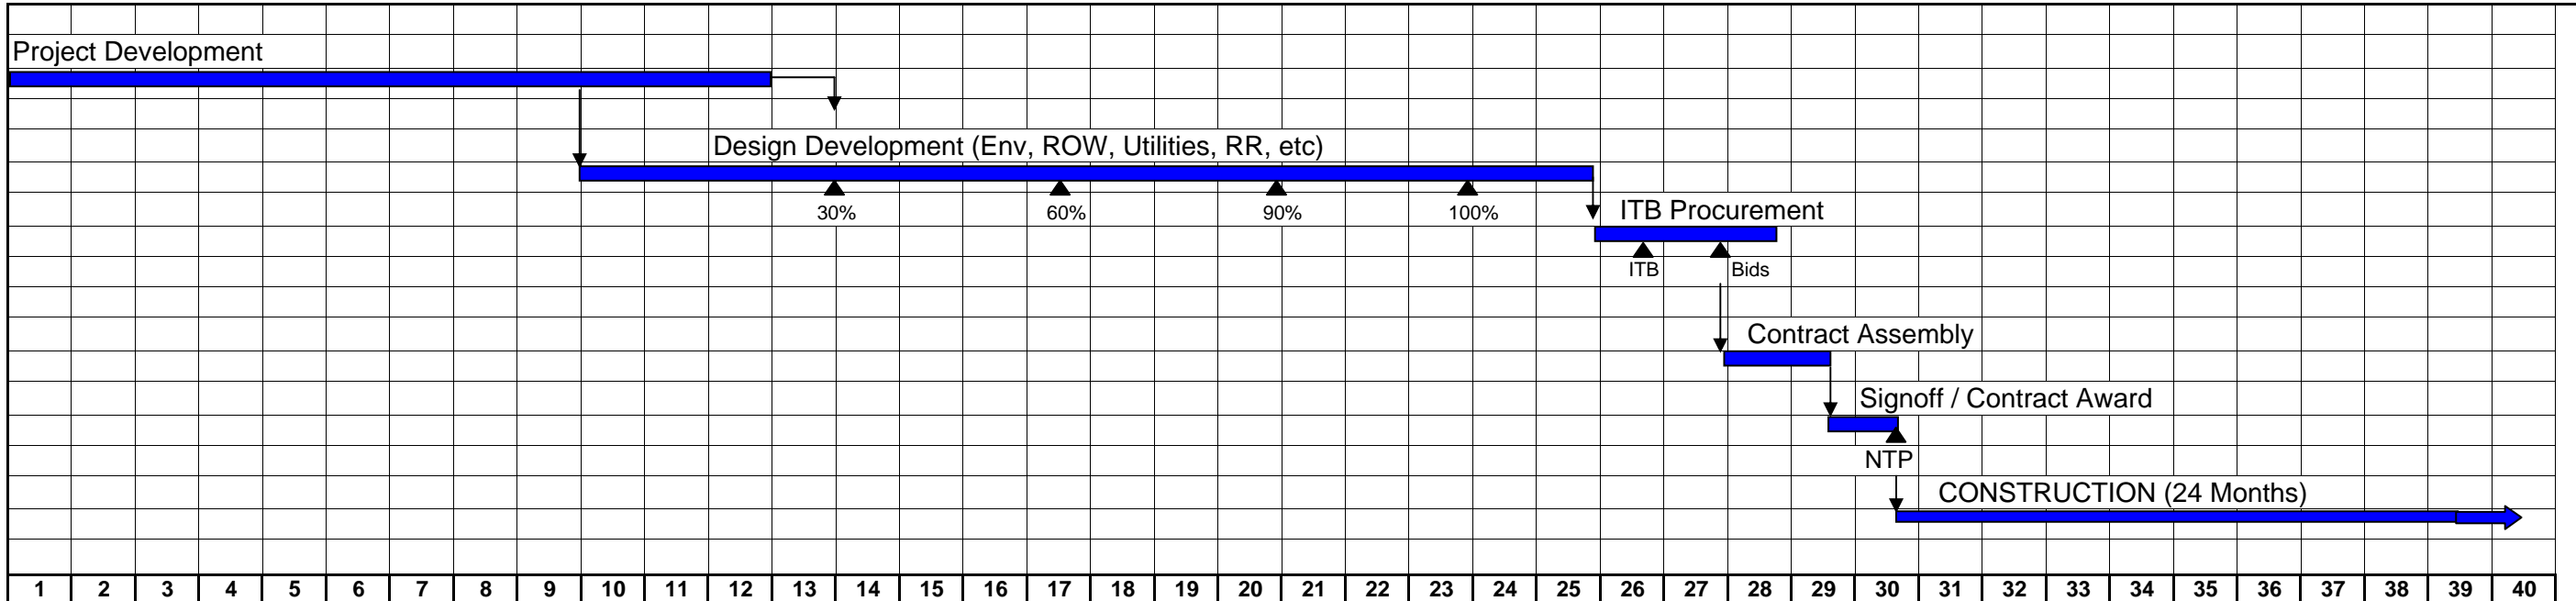 Project Development
Design Development (Env, ROW, Utilities, RR, etc)
30% 60% 90% 100%
ITB Procurement
ITB Bids
Contract Assembly
Signoff / Contract Award
NTP
CONSTRUCTION (24 Months)
1 2 3 4 5 6 7 8 9 10 11 12 13 14 15 16 17 18 19 20 21 22 23 24 25 26 27 28 29 30 31 32 33 34 35 36 37 38 39 40